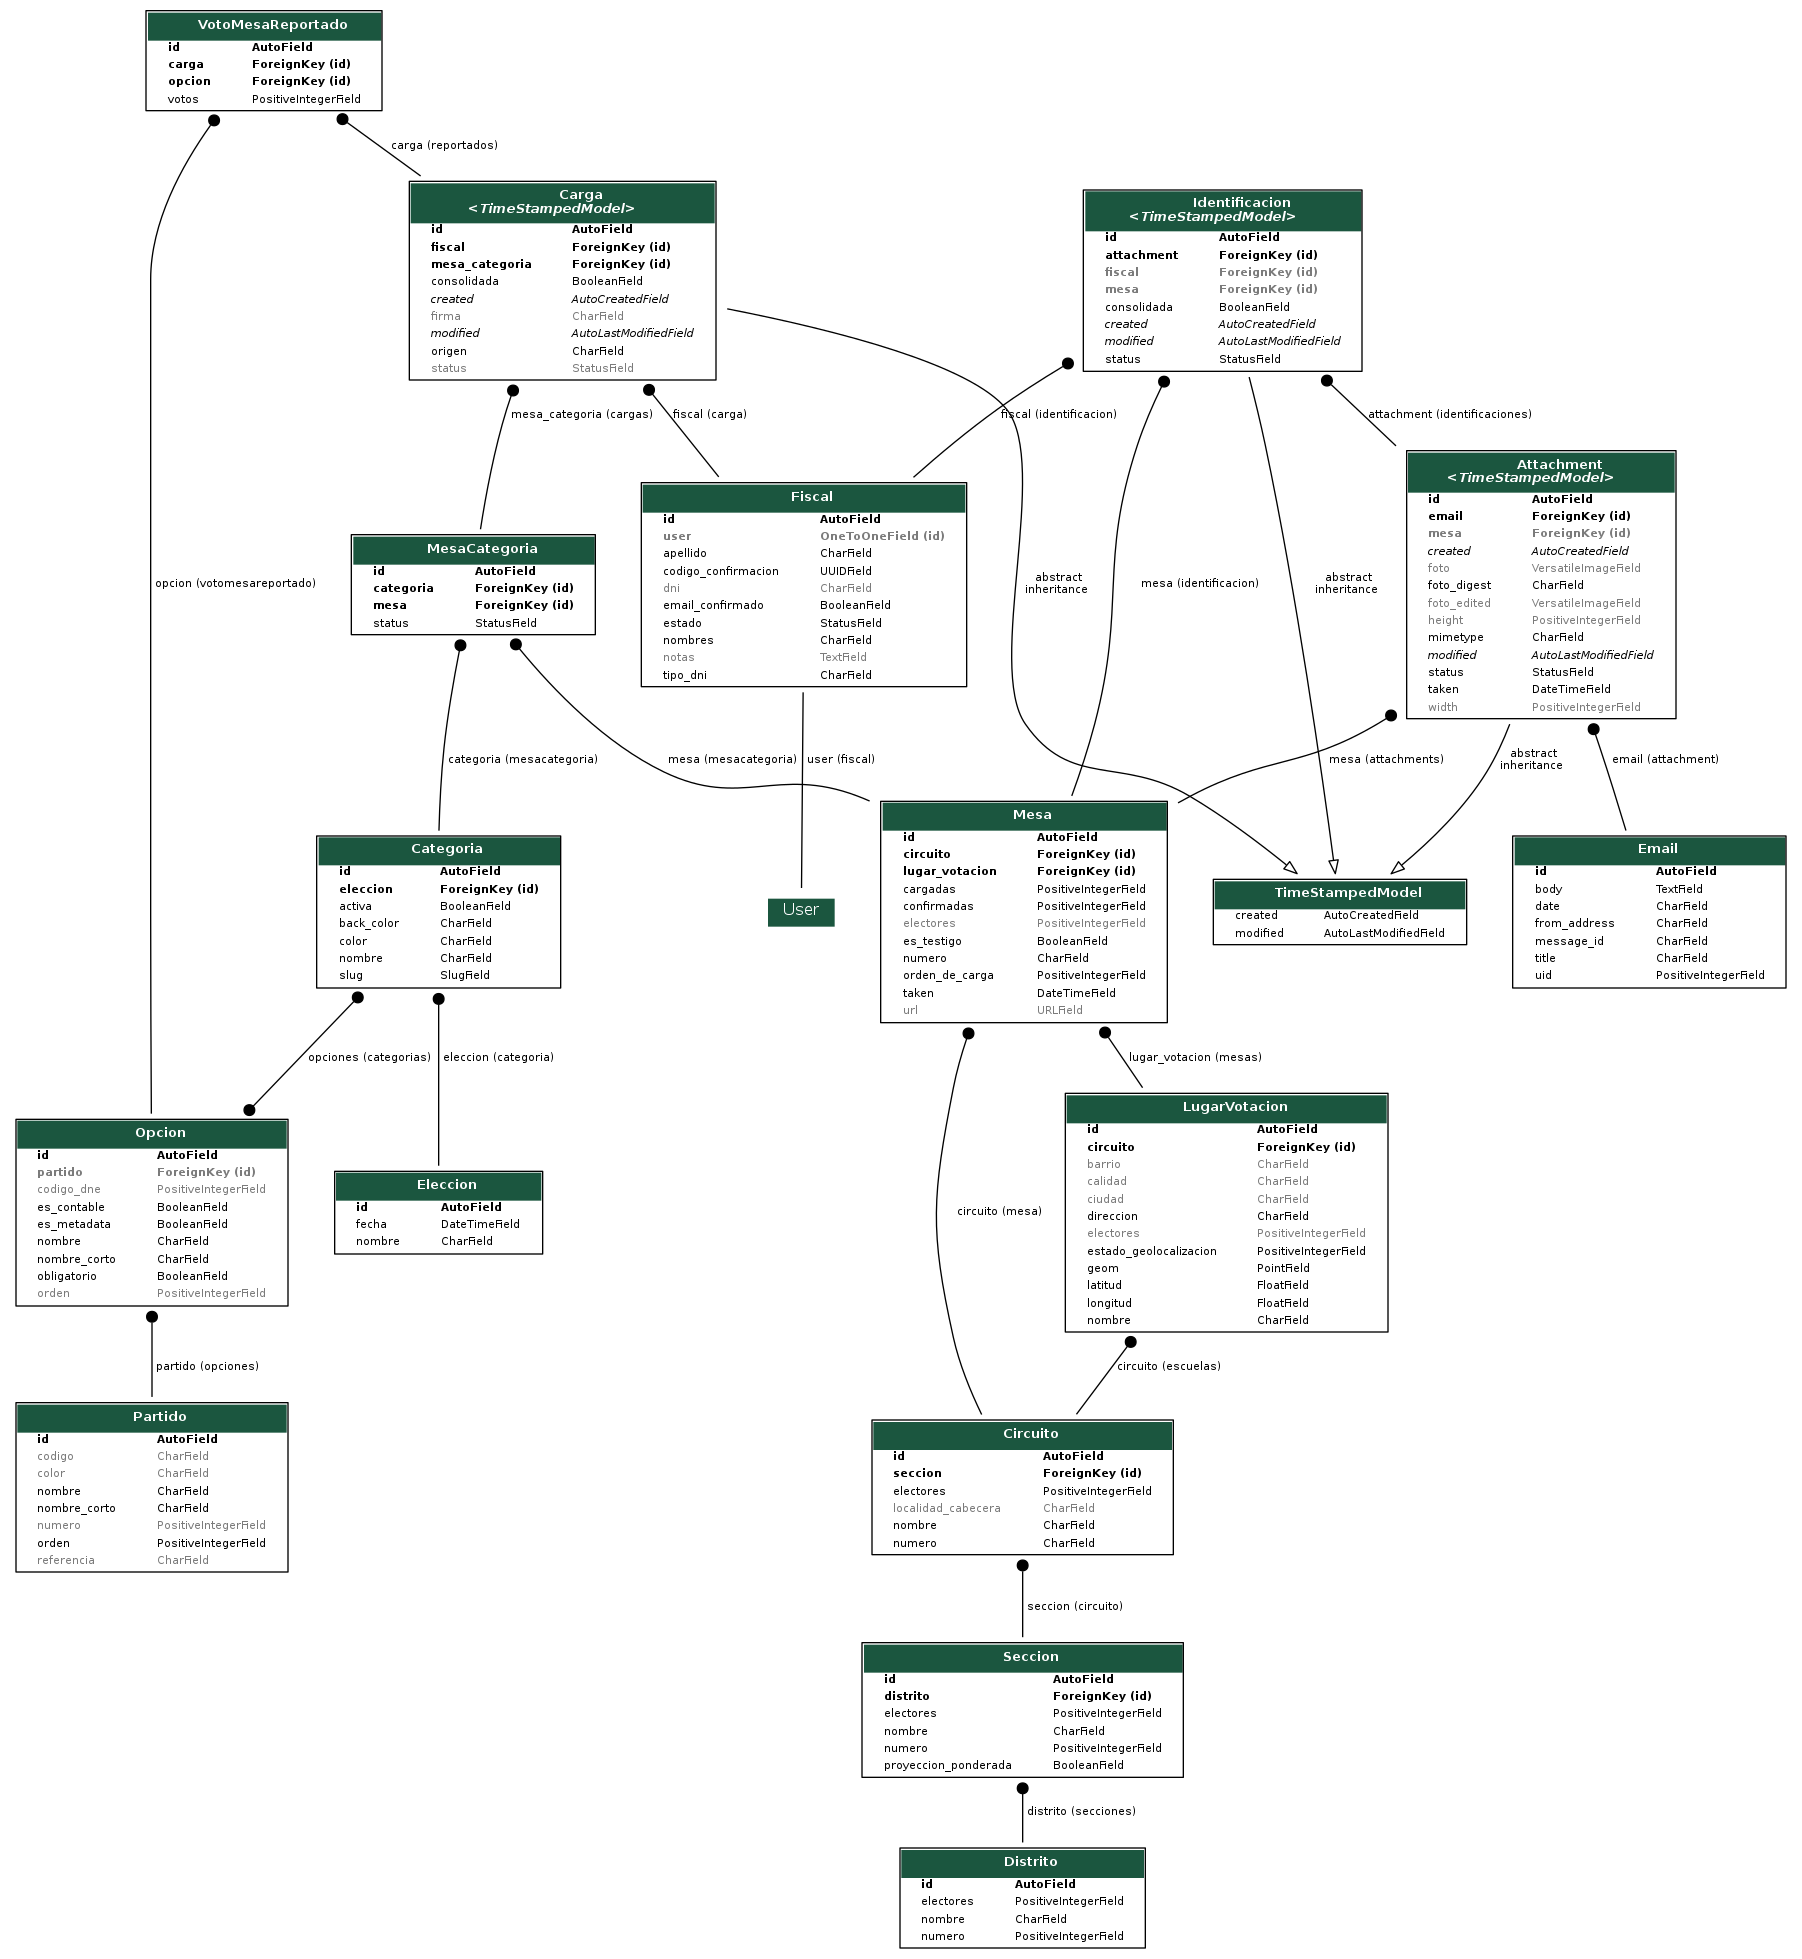 VotoMesaReportado
id AutoField
carga ForeignKey (id)
opcion ForeignKey (id)
votos PositiveIntegerField
carga (reportados)
Carga
<TimeStampedModel>
id AutoField
fiscal ForeignKey (id)
mesa_categoria ForeignKey (id)
consolidada BooleanField
created AutoCreatedField
firma CharField
modified AutoLastModifiedField
origen CharField
status StatusField
Identificacion
<TimeStampedModel>
id AutoField
attachment ForeignKey (id)
fiscal ForeignKey (id)
mesa ForeignKey (id)
consolidada BooleanField
created AutoCreatedField
modified AutoLastModifiedField
status StatusField
mesa_categoria (cargas)
fiscal (carga)
fiscal (identificacion)
attachment (identificaciones)
Attachment
<TimeStampedModel>
id AutoField
email ForeignKey (id)
mesa ForeignKey (id)
created AutoCreatedField
foto VersatileImageField
foto_digest CharField
foto_edited VersatileImageField
height PositiveIntegerField
mimetype CharField
modified AutoLastModifiedField
status StatusField
taken DateTimeField
width PositiveIntegerField
Fiscal
id AutoField
user OneToOneField (id)
apellido CharField
codigo_confirmacion UUIDField
dni CharField
email_confirmado BooleanField
estado StatusField
nombres CharField
notas TextField
tipo_dni CharField
MesaCategoria
id AutoField
categoria ForeignKey (id)
mesa ForeignKey (id)
status StatusField
opcion (votomesareportado)
abstract
inheritance
mesa (identificacion)
abstract
inheritance
categoria (mesacategoria)
mesa (mesacategoria)
user (fiscal)
mesa (attachments)
abstract
inheritance
email (attachment)
Mesa
id AutoField
circuito ForeignKey (id)
lugar_votacion ForeignKey (id)
cargadas PositiveIntegerField
confirmadas PositiveIntegerField
electores PositiveIntegerField
es_testigo BooleanField
numero CharField
orden_de_carga PositiveIntegerField
taken DateTimeField
url URLField
Categoria
id AutoField
eleccion ForeignKey (id)
activa BooleanField
back_color CharField
color CharField
nombre CharField
slug SlugField
User
TimeStampedModel
created AutoCreatedField
modified AutoLastModifiedField
Email
id AutoField
body TextField
date CharField
from_address CharField
message_id CharField
title CharField
uid PositiveIntegerField
opciones (categorias)
eleccion (categoria)
lugar_votacion (mesas)
Opcion
id AutoField
partido ForeignKey (id)
codigo_dne PositiveIntegerField
es_contable BooleanField
es_metadata BooleanField
nombre CharField
nombre_corto CharField
obligatorio BooleanField
orden PositiveIntegerField
Eleccion
id AutoField
fecha DateTimeField
nombre CharField
circuito (mesa)
LugarVotacion
id AutoField
circuito ForeignKey (id)
barrio CharField
calidad CharField
ciudad CharField
direccion CharField
electores PositiveIntegerField
estado_geolocalizacion PositiveIntegerField
geom PointField
latitud FloatField
longitud FloatField
nombre CharField
partido (opciones)
circuito (escuelas)
Partido
id AutoField
codigo CharField
color CharField
nombre CharField
nombre_corto CharField
numero PositiveIntegerField
orden PositiveIntegerField
referencia CharField
Circuito
id AutoField
seccion ForeignKey (id)
electores PositiveIntegerField
localidad_cabecera CharField
nombre CharField
numero CharField
seccion (circuito)
Seccion
id AutoField
distrito ForeignKey (id)
electores PositiveIntegerField
nombre CharField
numero PositiveIntegerField
proyeccion_ponderada BooleanField
distrito (secciones)
Distrito
id AutoField
electores PositiveIntegerField
nombre CharField
numero PositiveIntegerField